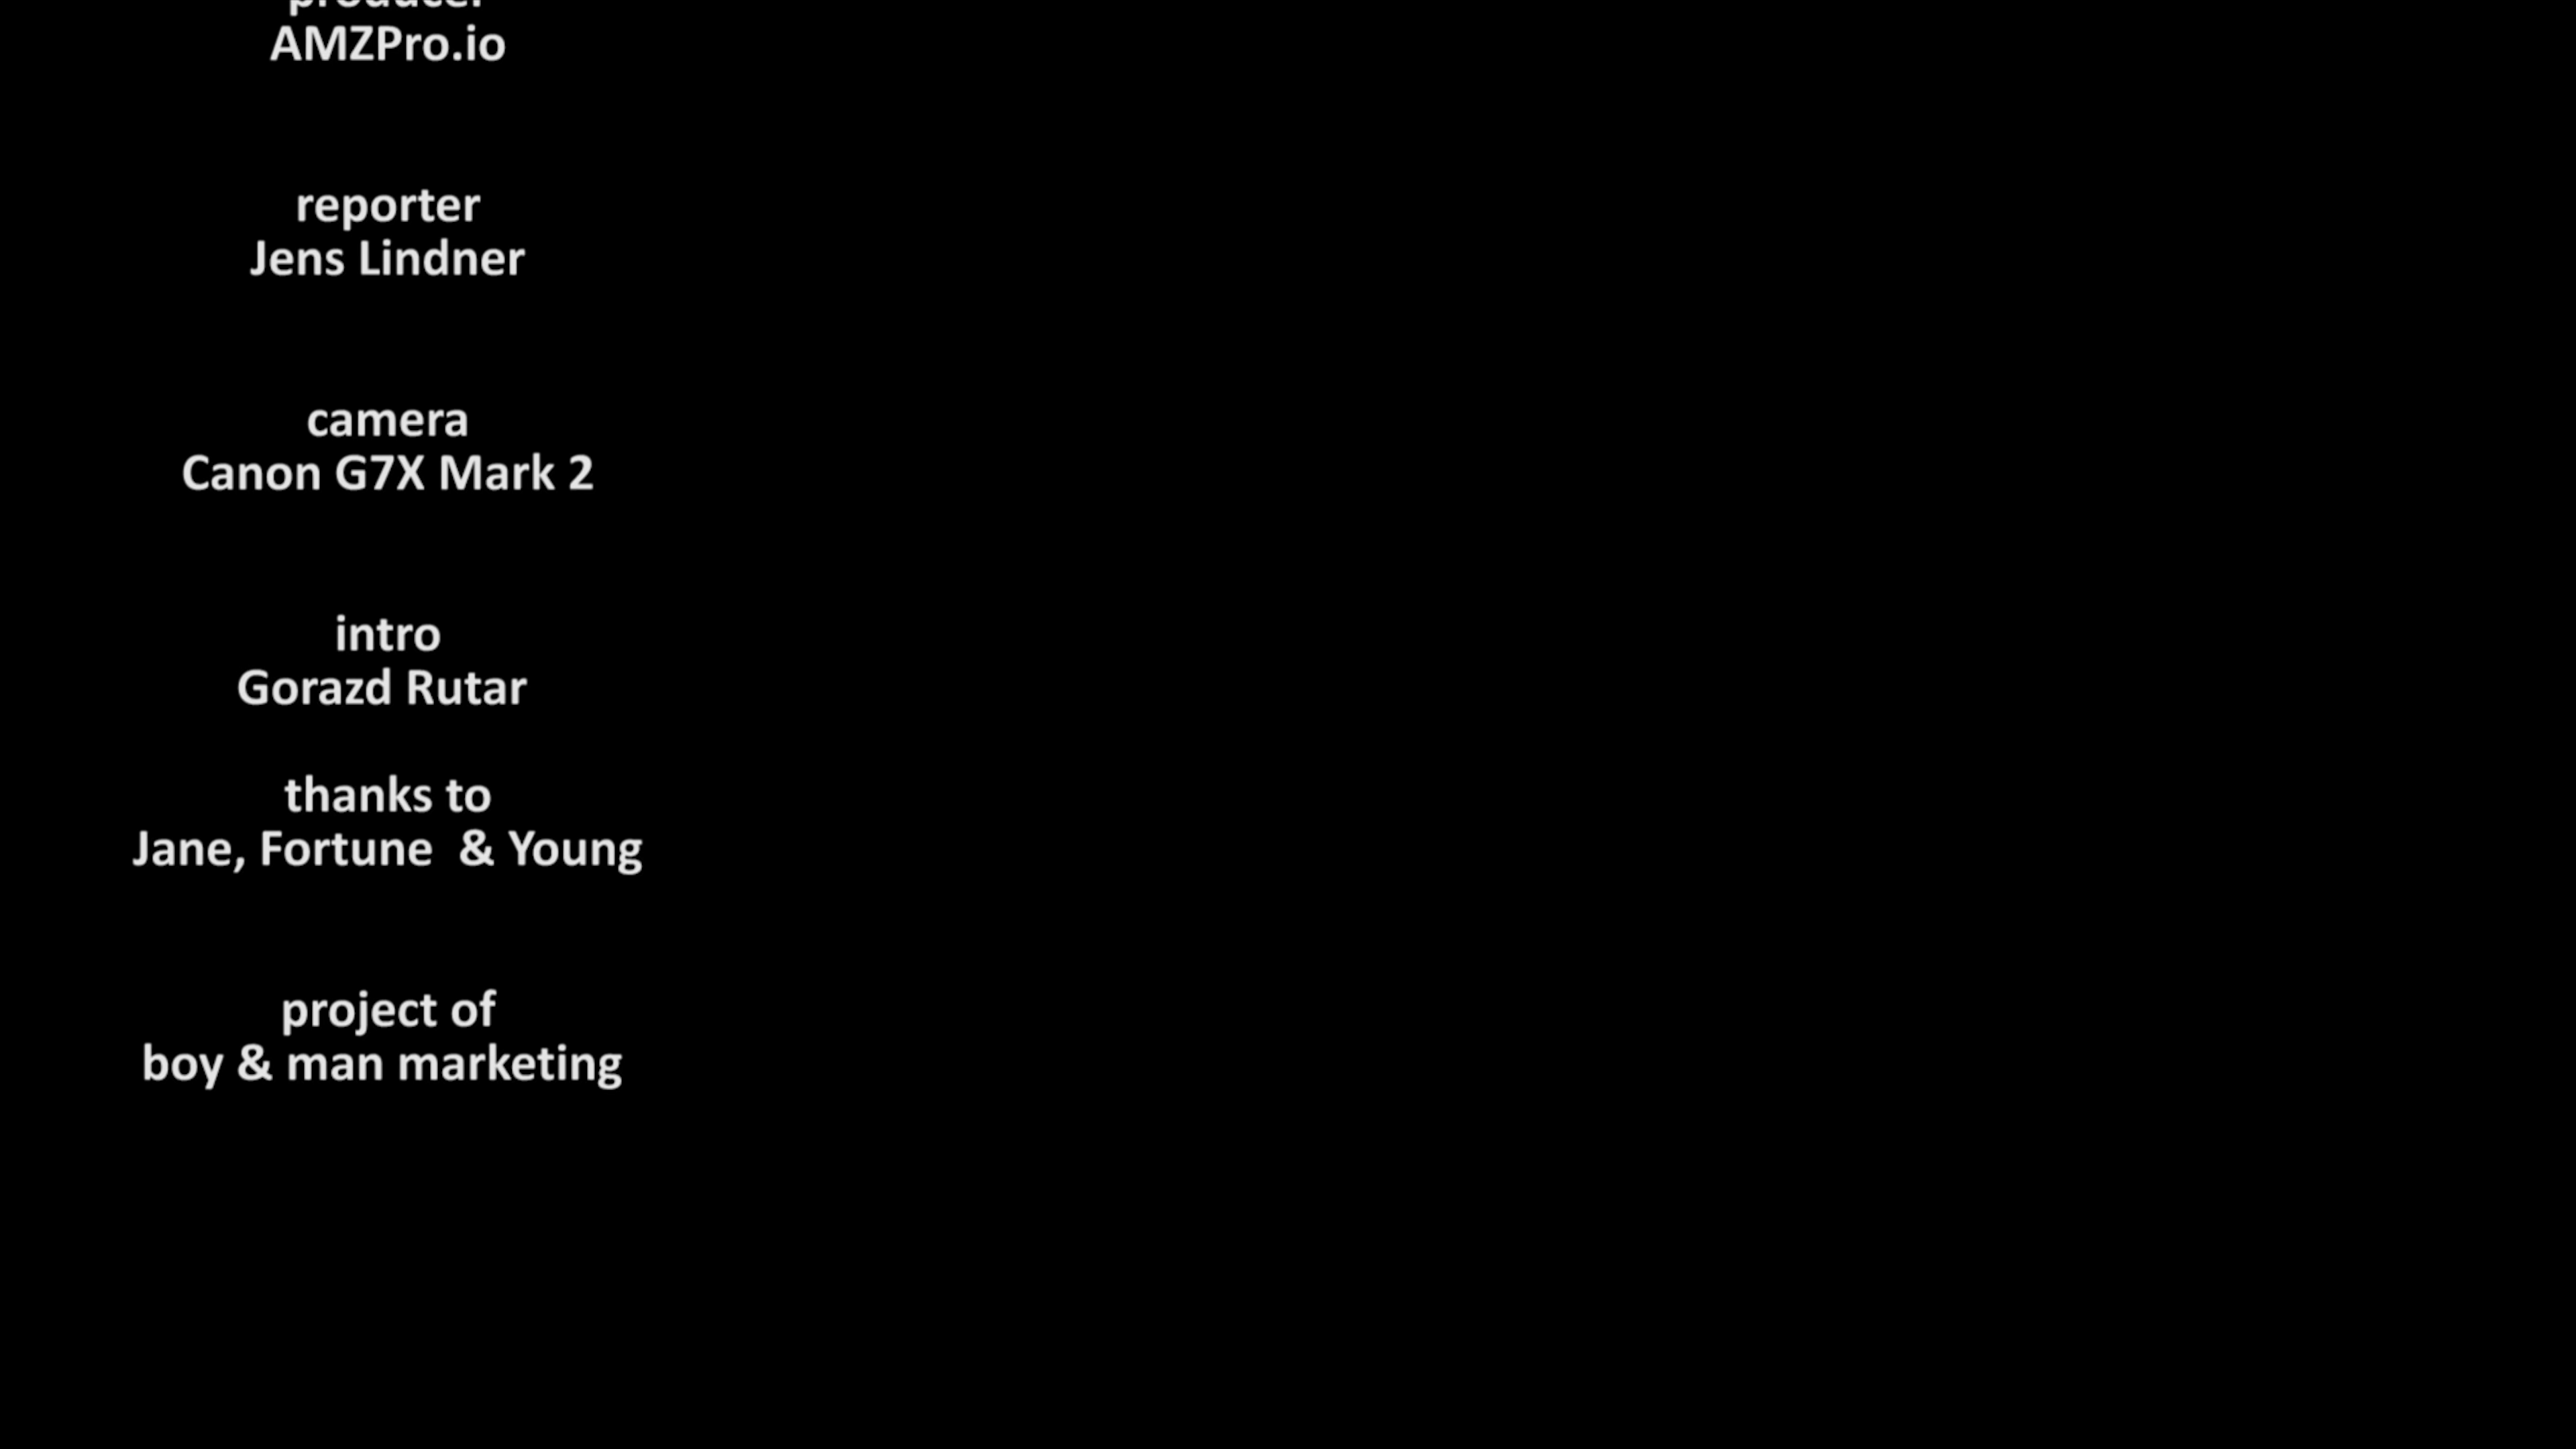 producer
AMZPro.io
reporter
Jens Lindner
camera
Canon G7X Mark 2
intro
Gorazd Rutar
thanks to
Jane, Fortune  & Young
project of
boy & man marketing